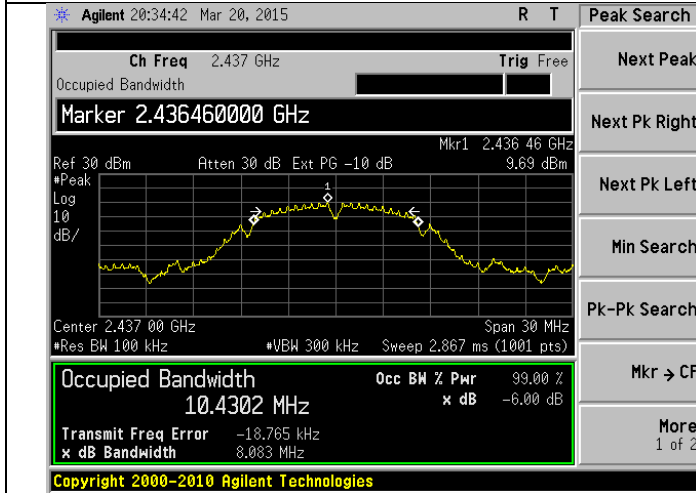 Agilent 20:34:42 Mar 20, 2015 R T
Peak Search
Ch Freq 2.437 GHz Trig Free
Occupied Bandwidth
Next Peak
Marker 2.436460000 GHz
Next Pk Right
Mkr1 2.436 46 GHz
Ref 30 dBm Atten 30 dB Ext PG -10 dB 9.69 dBm
#Peak
Log
10
dB/
1
Next Pk Left
Min Search
Pk-Pk Search
Center 2.437 00 GHz Span 30 MHz
#Res BW 100 kHz #VBW 300 kHz Sweep 2.867 ms (1001 pts)
Mkr → CF
Occupied Bandwidth Occ BW % Pwr 99.00 %
10.4302 MHz x dB -6.00 dB
Transmit Freq Error -18.765 kHz
x dB Bandwidth 8.083 MHz
More
1 of 2
Copyright 2000-2010 Agilent Technologies